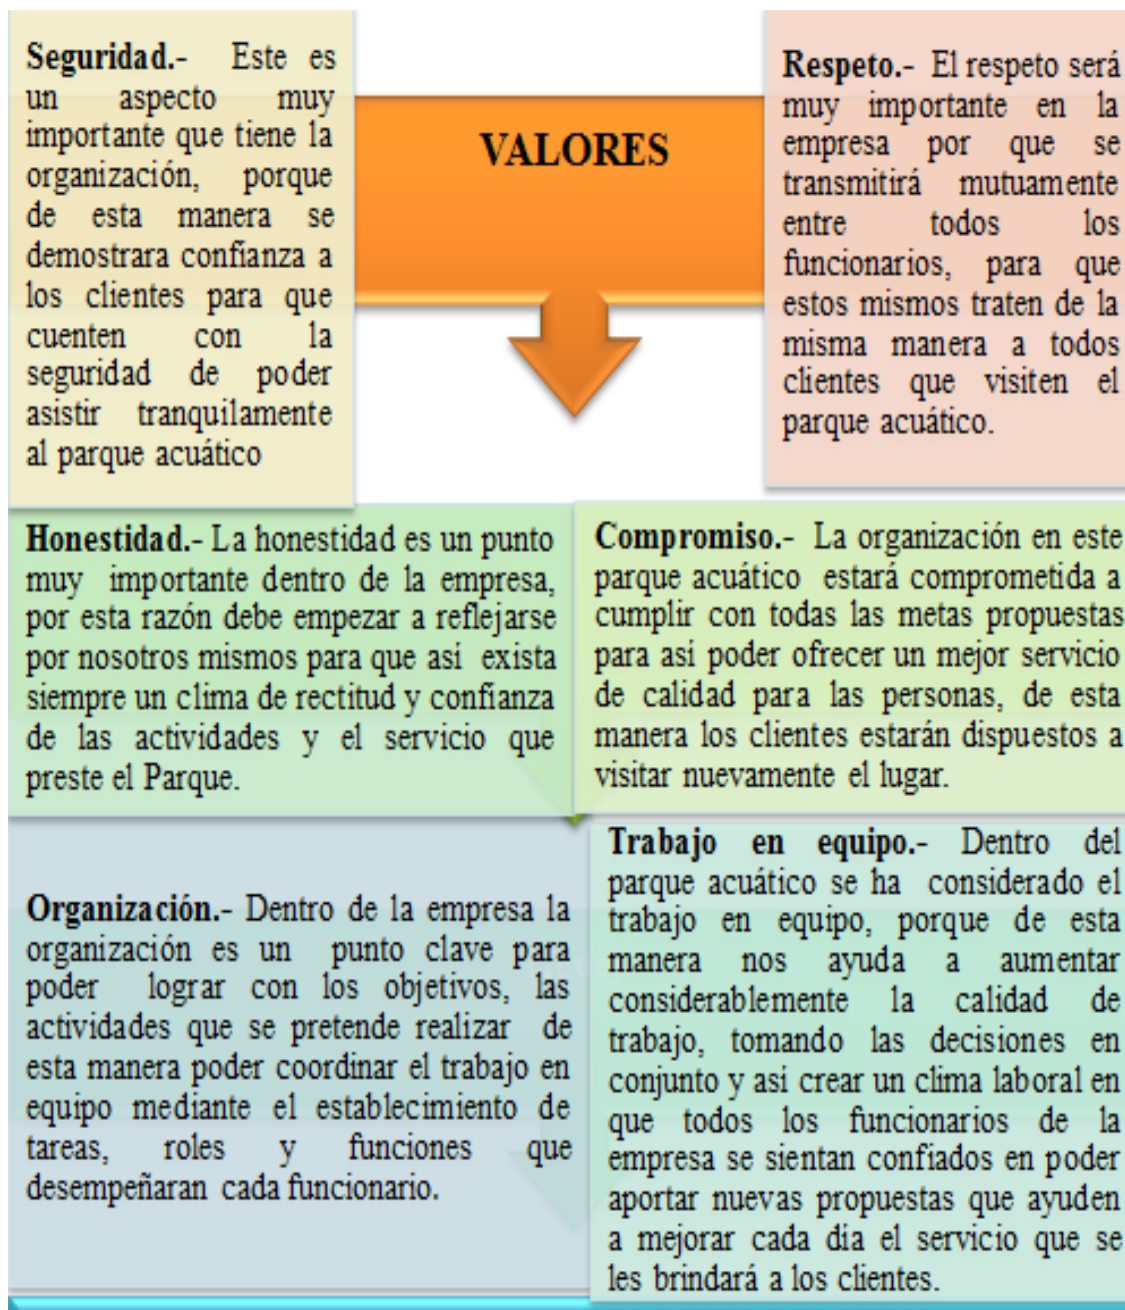 VALORES
Seguridad.- Este es
un aspecto muy
importante que tiene la
organización, porque
de esta manera se
demostrara confianza a
los clientes para que
cuenten con la
seguridad de poder
asistir tranquilamente
al parque acuático
Respeto.- El respeto será
muy importante en la
empresa por que se
transmitirá mutuamente
entre todos los
funcionarios, para que
estos mismos traten de la
misma manera a todos
clientes que visiten el
parque acuático.
Honestidad.- La honestidad es un punto
muy importante dentro de la empresa,
por esta razón debe empezar a reflejarse
por nosotros mismos para que así exista
siempre un clima de rectitud y confianza
de las actividades y el servicio que
preste el Parque.
Compromiso.- La organización en este
parque acuático estará comprometida a
cumplir con todas las metas propuestas
para así poder ofrecer un mejor servicio
de calidad para las personas, de esta
manera los clientes estarán dispuestos a
visitar nuevamente el lugar.
Organización.- Dentro de la empresa la
organización es un punto clave para
poder lograr con los objetivos, las
actividades que se pretende realizar de
esta manera poder coordinar el trabajo en
equipo mediante el establecimiento de
tareas, roles y funciones que
desempeñaran cada funcionario.
Trabajo en equipo.- Dentro del
parque acuático se ha considerado el
trabajo en equipo, porque de esta
manera nos ayuda a aumentar
considerablemente la calidad de
trabajo, tomando las decisiones en
conjunto y así crear un clima laboral en
que todos los funcionarios de la
empresa se sientan confiados en poder
aportar nuevas propuestas que ayuden
a mejorar cada día el servicio que se
les brindará a los clientes.